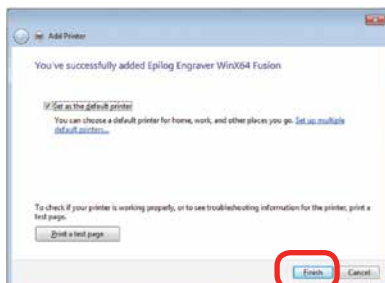 Add Printer
You've successfully added Epilog Engraver WinX64 Fusion
Set as the default printer
You can choose a default printer for home, work, and other places you go. Set up multiple
default printers...
To check if your printer is working properly, or to see troubleshooting information for the printer, print a
test page.
Print a test page
Finish
Cancel